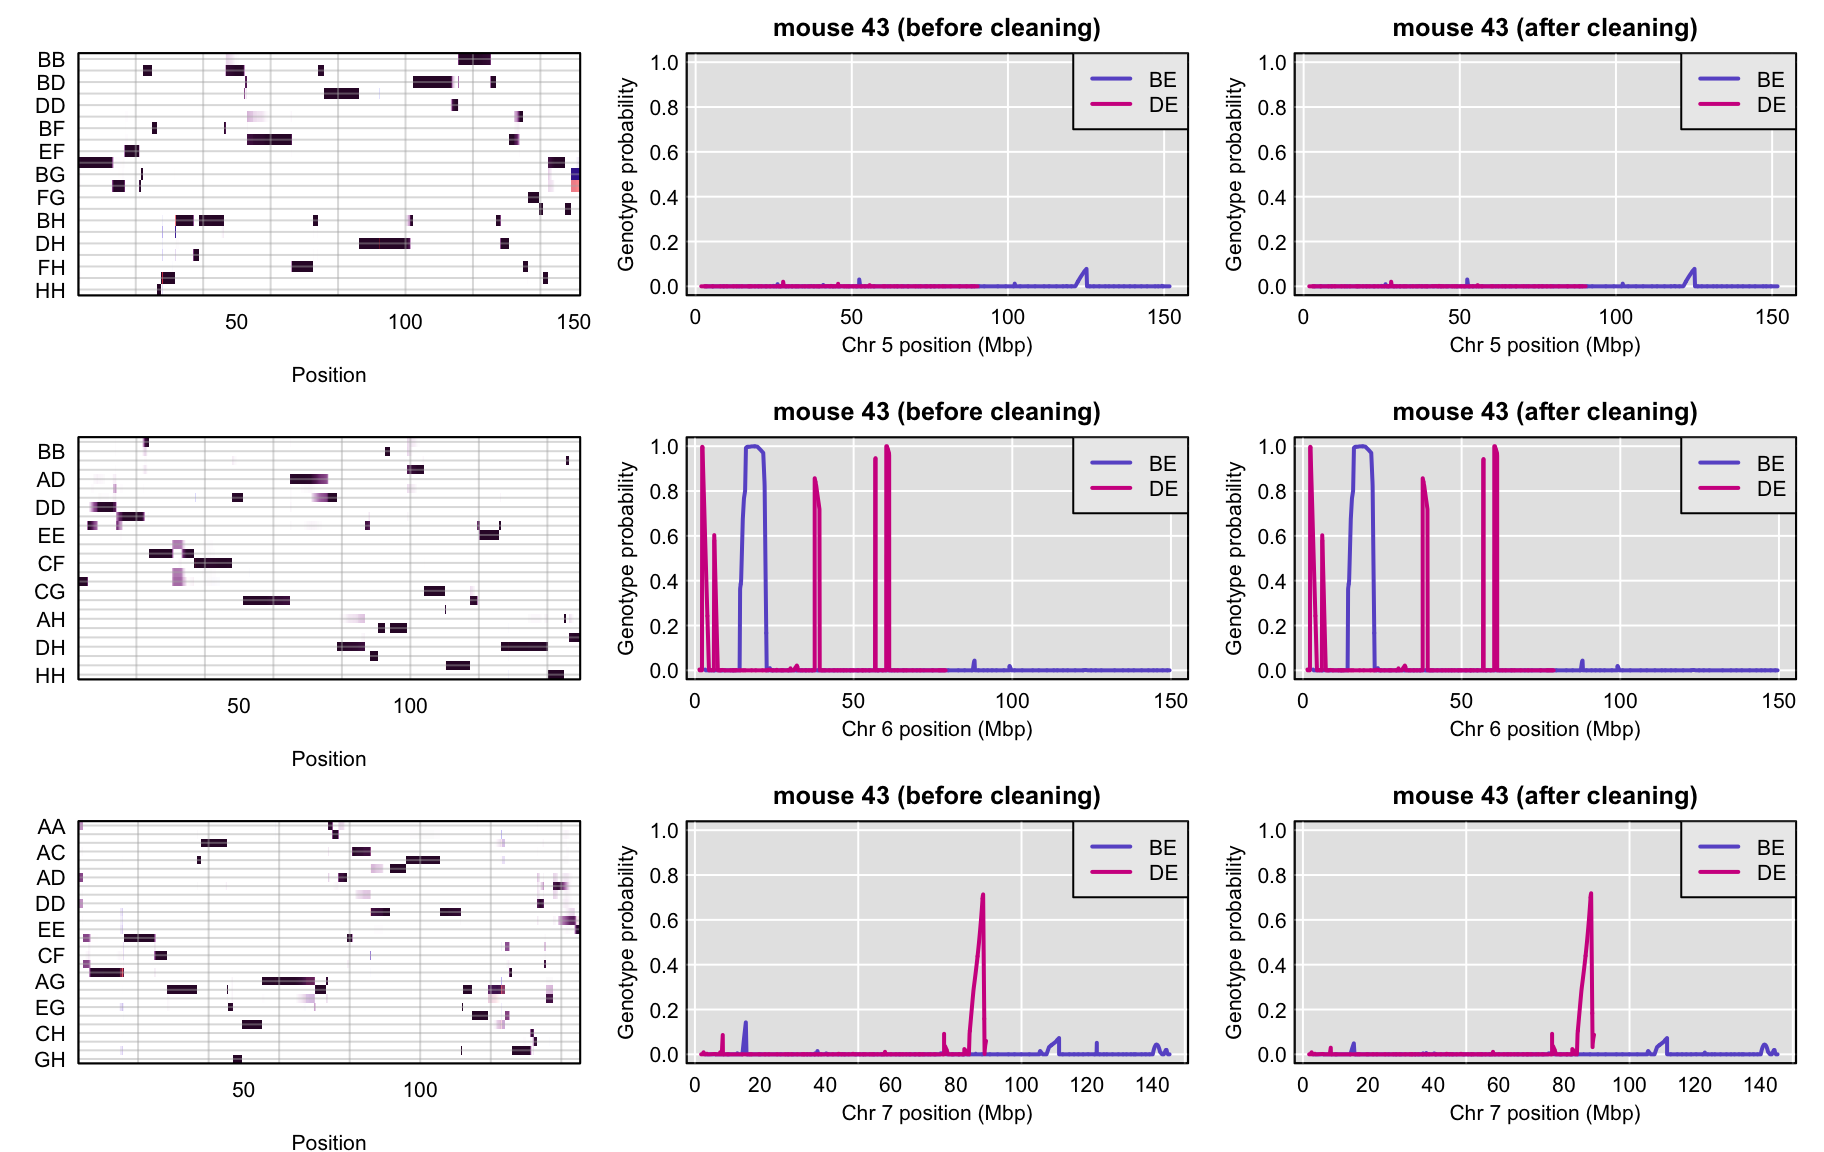 BB
BD
DD
BF
EF
BG
FG
BH
DH
FH
HH
50 100 150
Position
mouse 43 (before cleaning)
Genotype probability
1.0
0.8
0.6
0.4
0.2
0.0
BE
DE
0 50 100 150
Chr 5 position (Mbp)
mouse 43 (after cleaning)
Genotype probability
1.0
0.8
0.6
0.4
0.2
0.0
BE
DE
0 50 100 150
Chr 5 position (Mbp)
BB
AD
DD
EE
CF
CG
AH
DH
HH
50 100
Position
mouse 43 (before cleaning)
Genotype probability
1.0
0.8
0.6
0.4
0.2
0.0
BE
DE
0 50 100 150
Chr 6 position (Mbp)
mouse 43 (after cleaning)
Genotype probability
1.0
0.8
0.6
0.4
0.2
0.0
BE
DE
0 50 100 150
Chr 6 position (Mbp)
AA
AC
AD
DD
EE
CF
AG
EG
CH
GH
50 100
Position
mouse 43 (before cleaning)
Genotype probability
1.0
0.8
0.6
0.4
0.2
0.0
BE
DE
0 20 40 60 80 100 120 140
Chr 7 position (Mbp)
mouse 43 (after cleaning)
Genotype probability
1.0
0.8
0.6
0.4
0.2
0.0
BE
DE
0 20 40 60 80 100 120 140
Chr 7 position (Mbp)